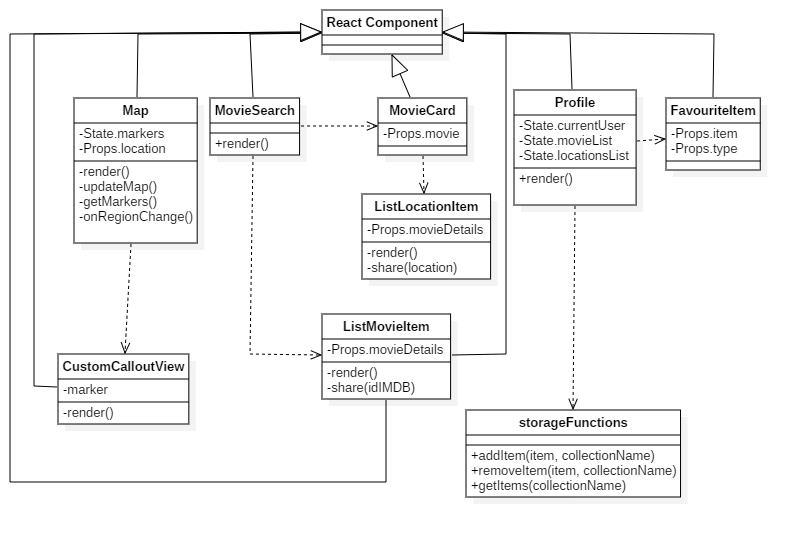 React Component
Map
-State.markers
-Props.location
-render()
-updateMap()
-getMarkers()
-onRegionChange()
MovieSearch
+render()
MovieCard
-Props.movie
Profile
-State.currentUser
-State.movieList
-State.locationsList
+render()
FavouriteItem
-Props.item
-Props.type
ListLocationItem
-Props.movieDetails
-render()
-share(location)
ListMovieItem
-Props.movieDetails
-render()
-share(idIMDB)
CustomCalloutView
-marker
-render()
storageFunctions
+addItem(item, collectionName)
+removeItem(item, collectionName)
+getItems(collectionName)